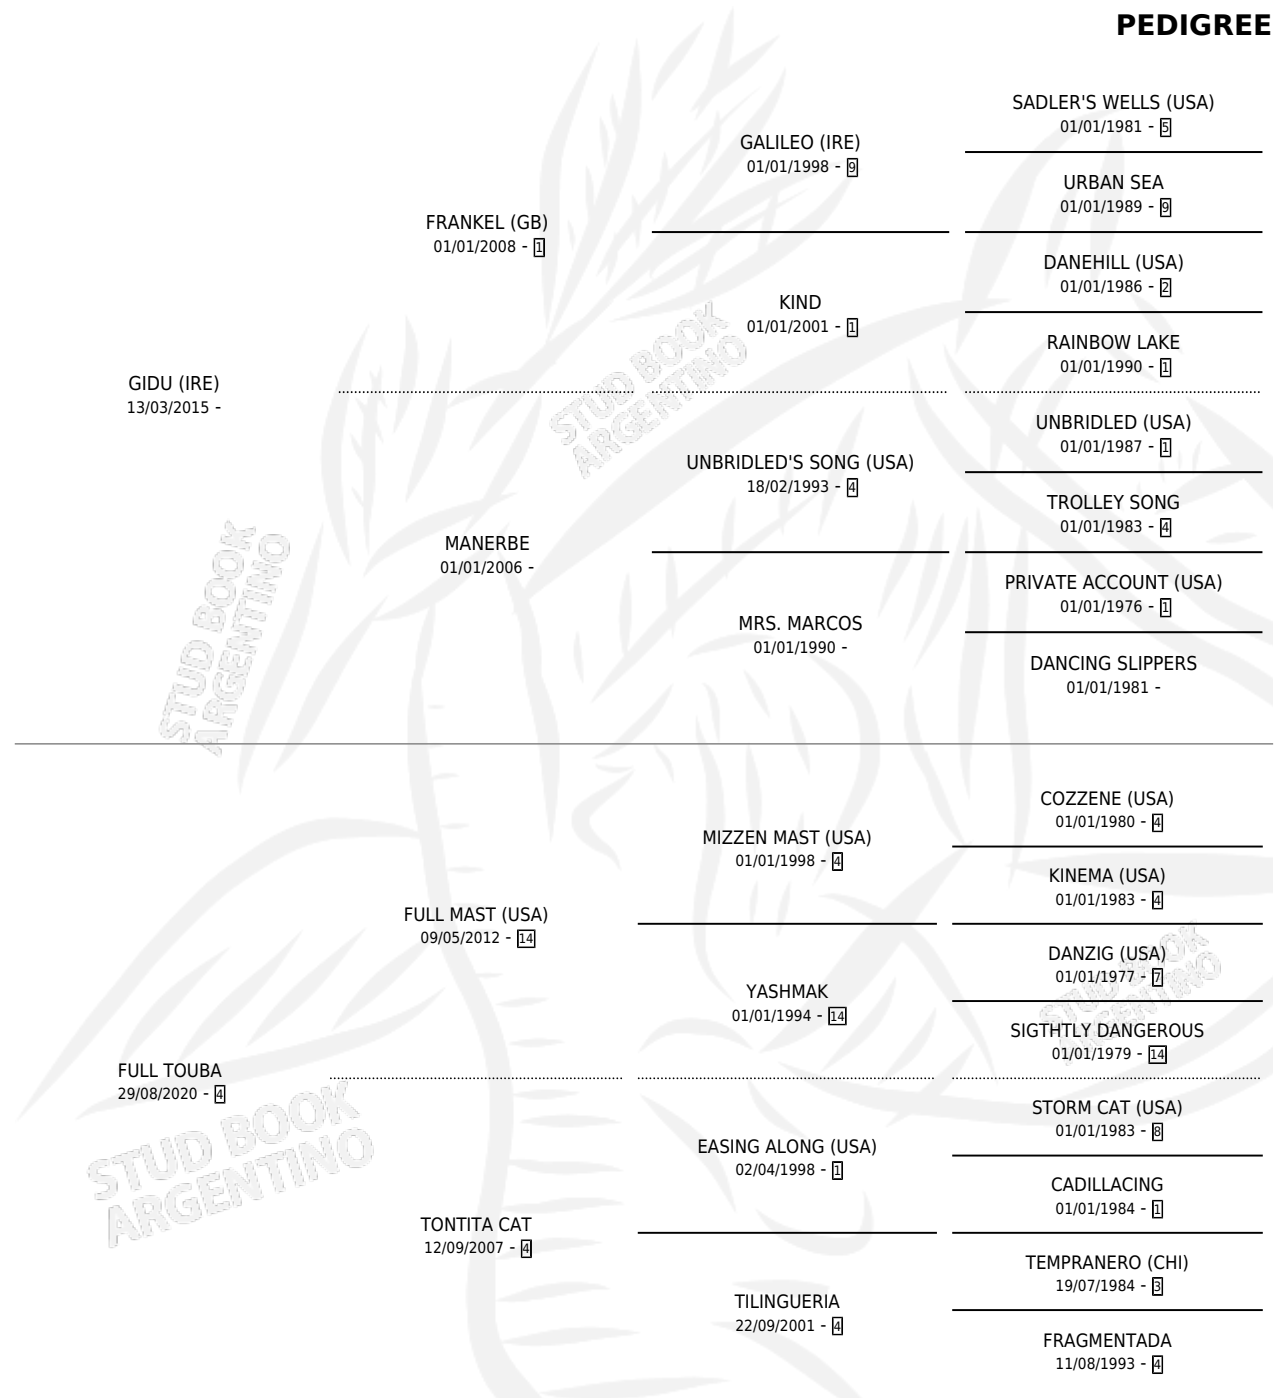 PEDIGREE
SADLER'S WELLS (USA)
01/01/1981 - 5
GALILEO (IRE)
01/01/1998 - 9
URBAN SEA
01/01/1989 - 9
FRANKEL (GB)
01/01/2008 - 1
DANEHILL (USA)
01/01/1986 - 2
KIND
01/01/2001 - 1
RAINBOW LAKE
01/01/1990 - 1
GIDU (IRE)
13/03/2015 -
UNBRIDLED (USA)
01/01/1987 - 1
UNBRIDLED'S SONG (USA)
18/02/1993 - 4
TROLLEY SONG
01/01/1983 - 4
MANERBE
01/01/2006 -
PRIVATE ACCOUNT (USA)
01/01/1976 - 1
MRS. MARCOS
01/01/1990 -
DANCING SLIPPERS
01/01/1981 -
COZZENE (USA)
01/01/1980 - 4
MIZZEN MAST (USA)
01/01/1998 - 4
KINEMA (USA)
01/01/1983 - 4
FULL MAST (USA)
09/05/2012 - 14
DANZIG (USA)
01/01/1977 - 7
YASHMAK
01/01/1994 - 14
SIGTHTLY DANGEROUS
01/01/1979 - 14
FULL TOUBA
29/08/2020 - 4
STORM CAT (USA)
01/01/1983 - 8
EASING ALONG (USA)
02/04/1998 - 1
CADILLACING
01/01/1984 - 1
TONTITA CAT
12/09/2007 - 4
TEMPRANERO (CHI)
19/07/1984 - 3
TILINGUERIA
22/09/2001 - 4
FRAGMENTADA
11/08/1993 - 4
STUD BOOK
ARGENTINO
STUD BOOK
ARGENTINO
STUD BOOK
ARGENTINO
STUD BOOK
ARGENTINO